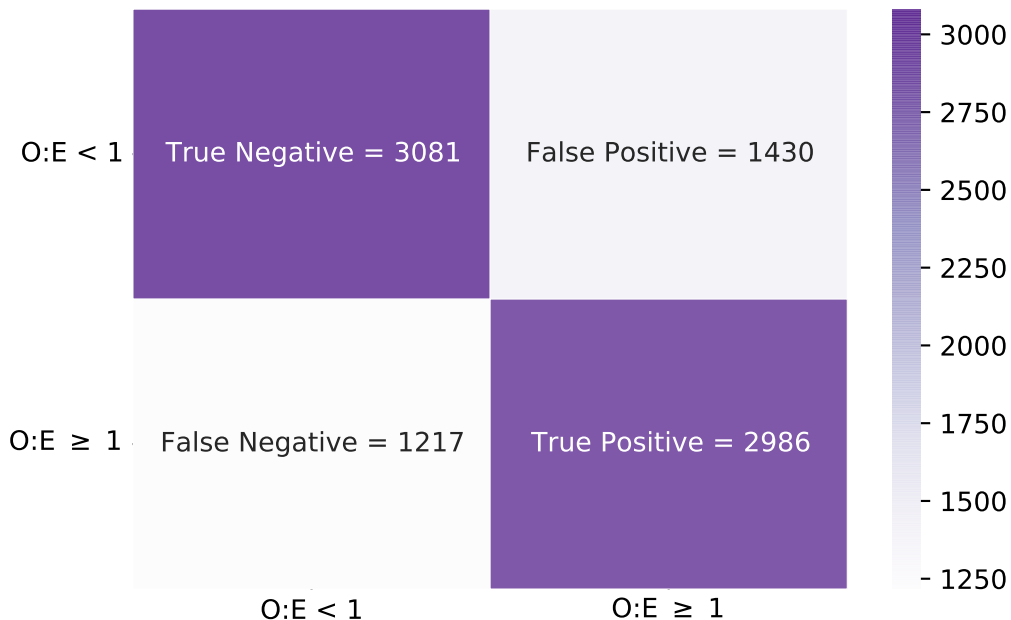 O:E < 1
True Negative = 3081
False Positive = 1430
O:E ≥ 1
False Negative = 1217
True Positive = 2986
O:E < 1
O:E ≥ 1
3000
2750
2500
2250
2000
1750
1500
1250